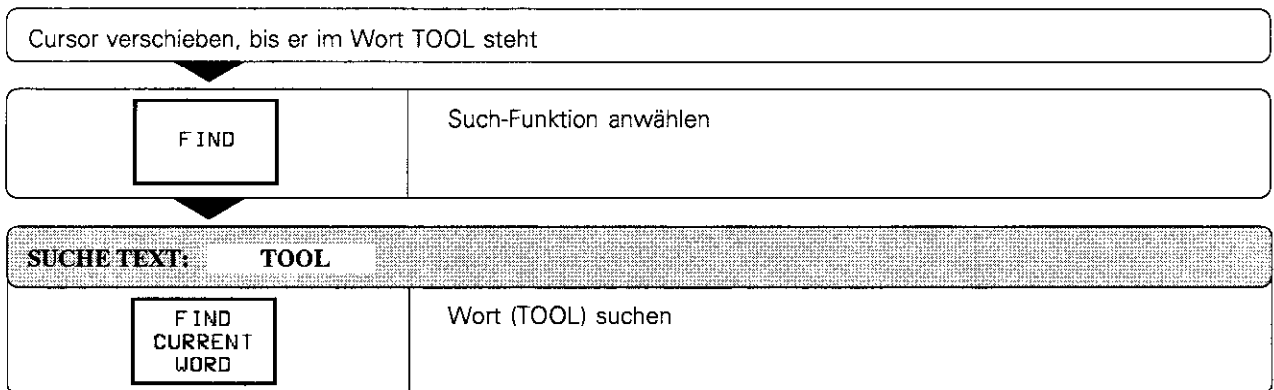 Cursor verschieben, bis er im Wort TOOL steht
FIND
Such-Funktion anwählen
SUCHE TEXT: TOOL
FIND
CURRENT
WORD
Wort (TOOL) suchen